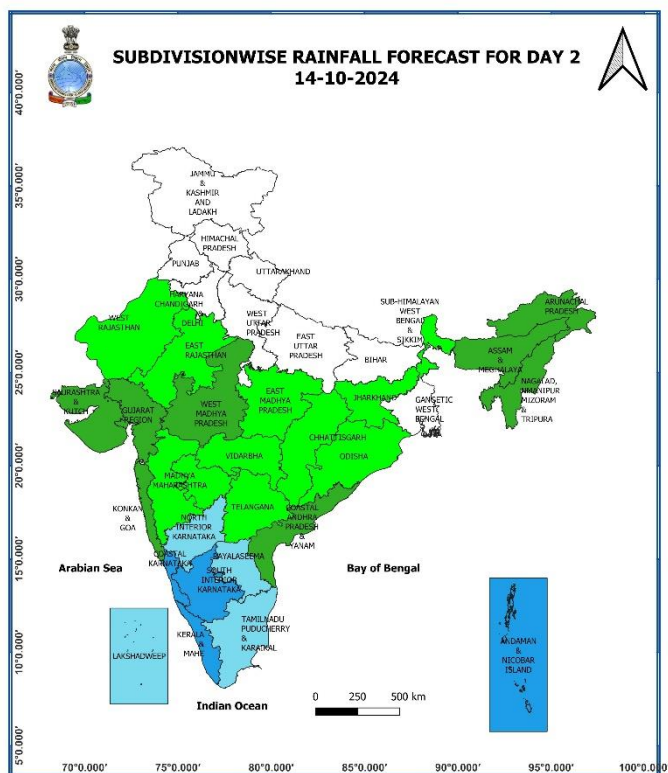 SUBDIVISIONWISE RAINFALL FORECAST FOR DAY 2
14-10-2024
40°0.000'
35°0.000'
30°0.000'
25°0.000'
20°0.000'
15°0.000'
10°0.000'
5°0.000'
JAMMU
&
KASHMIR
AND
LADAKH
HIMACHAL
PRADESH
PUNJAB
UTTARAKHAND
HARYANA
CHANDIGARH
DELHI
WEST
RAJASTHAN
EAST
RAJASTHAN
WEST
UTTAR
PRADESH
EAST
UTTAR
PRADESH
BIHAR
SUB-HIMALAYAN
WEST
BENGAL
&
SIKKIM
ARUNACHAL
PRADESH
ASSAM
&
MEGHALAYA
MIZORAM
&
TRIPURA
SAURASHTRA
&
KUTCH
GUJARAT
REGION
WEST
MADHYA
PRADESH
EAST
MADHYA
PRADESH
JHARKHAND
GANGETIC
WEST
BENGAL
CHHATTISGARH
ODISHA
VIDARBHA
MADHYA
MAHARASHTRA
KONKAN
&
GOA
TELANGANA
COASTAL
ANDHRA
PRADESH
&
YANAM
NORTH
INTERIOR
KARNATAKA
COASTAL
KARNATAKA
RAYALASEEMA
SOUTH
INTERIOR
KARNATAKA
Arabian Sea
Bay of Bengal
KERALA
&
MAHE
TAMILNADU
PUDUCHERRY
&
KARAIKAL
LAKSHADWEEP
ANDAMAN
&
NICOBAR
ISLAND
Indian Ocean
0 250 500 km
70°0.000' 75°0.000' 80°0.000' 85°0.000' 90°0.000' 95°0.000'